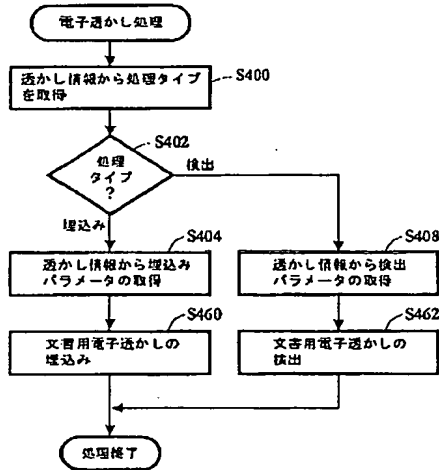 電子透かし処理
S400
透かし情報から処理タイプ
を取得
S402
処理
タイプ
?
検出
埋込み
S404
透かし情報から埋込み
パラメータの取得
S408
透かし情報から検出
パラメータの取得
S460
文書用電子透かしの
埋込み
S462
文書用電子透かしの
検出
処理終了